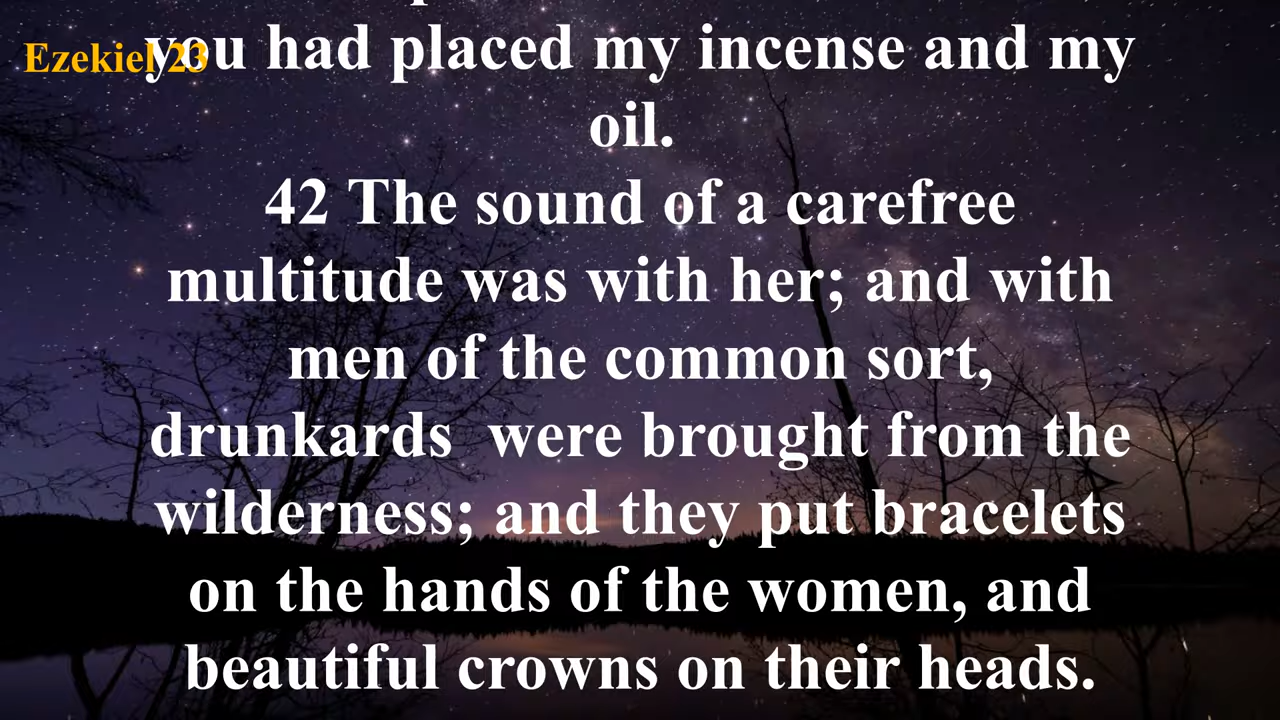 Ezekiel 23
you had placed my incense and my
oil.
42 The sound of a carefree
multitude was with her; and with
men of the common sort,
drunkards  were brought from the
wilderness; and they put bracelets
on the hands of the women, and
beautiful crowns on their heads.